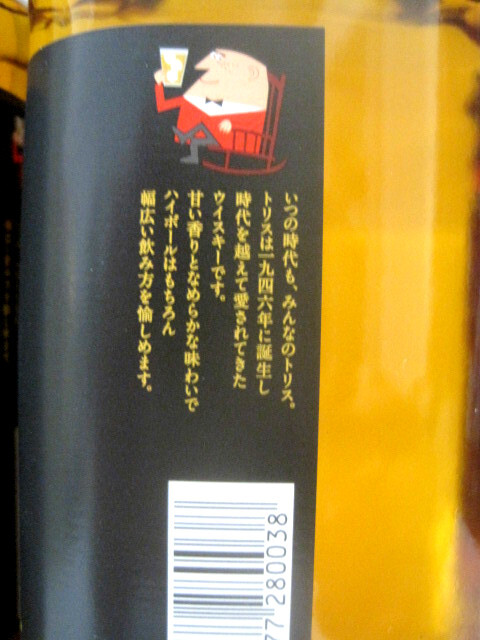 いつの時代も、みんなのトリス。
トリスは一九四六年に誕生し
時代を越えて愛されてきた
ウイスキーです。
甘い香りとなめらかな味わいで
ハイボールはもちろん
幅広い飲み方を愉しめます。
77280038